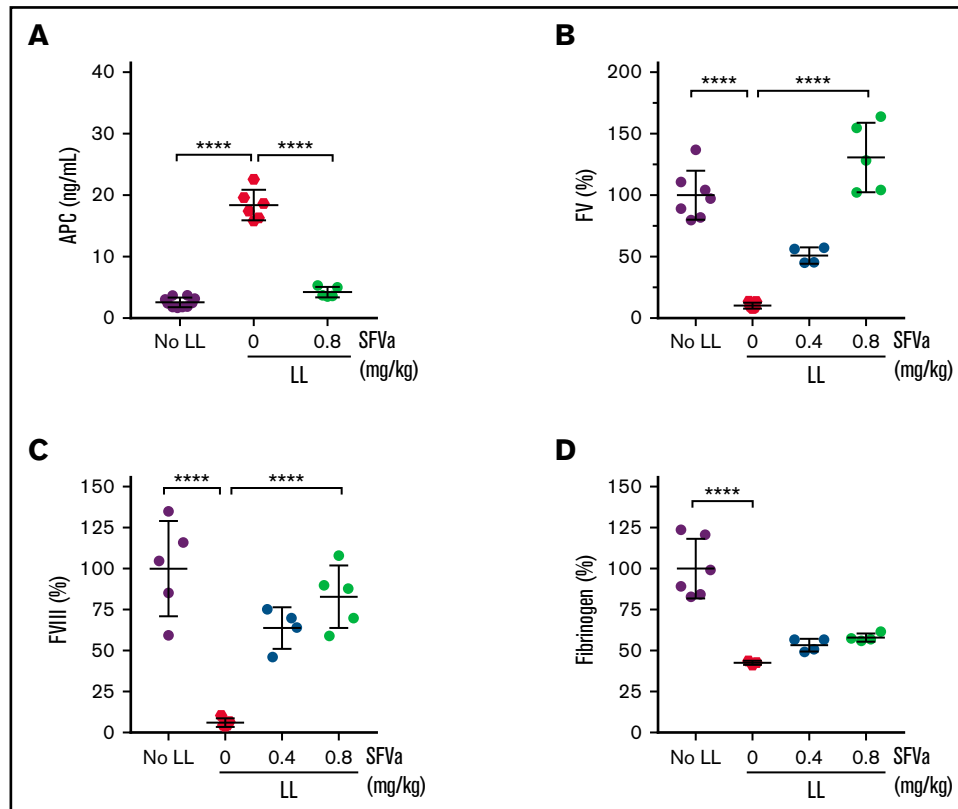 A
40
30
20
10
0
APC (ng/mL)
****
****
No LL
0
0.8
SFVa
(mg/kg)
LL
B
200
150
100
50
0
FV (%)
****
****
No LL
0
0.4
0.8
SFVa
(mg/kg)
LL
C
150
125
100
75
50
25
0
FVIII (%)
****
****
No LL
0
0.4
0.8
SFVa
(mg/kg)
LL
D
150
125
100
75
50
25
0
Fibrinogen (%)
****
No LL
0
0.4
0.8
SFVa
(mg/kg)
LL